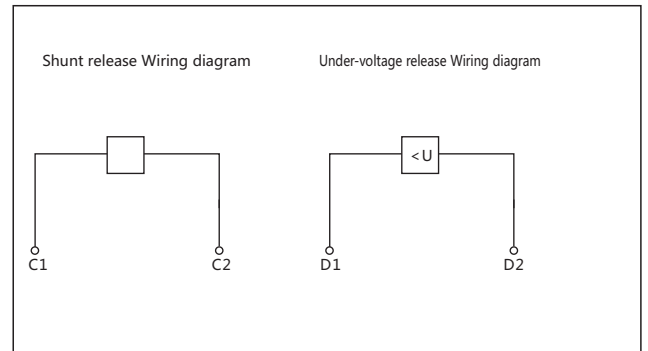 Shunt release Wiring diagram
Under-voltage release Wiring diagram
<U
C1
C2
D1
D2